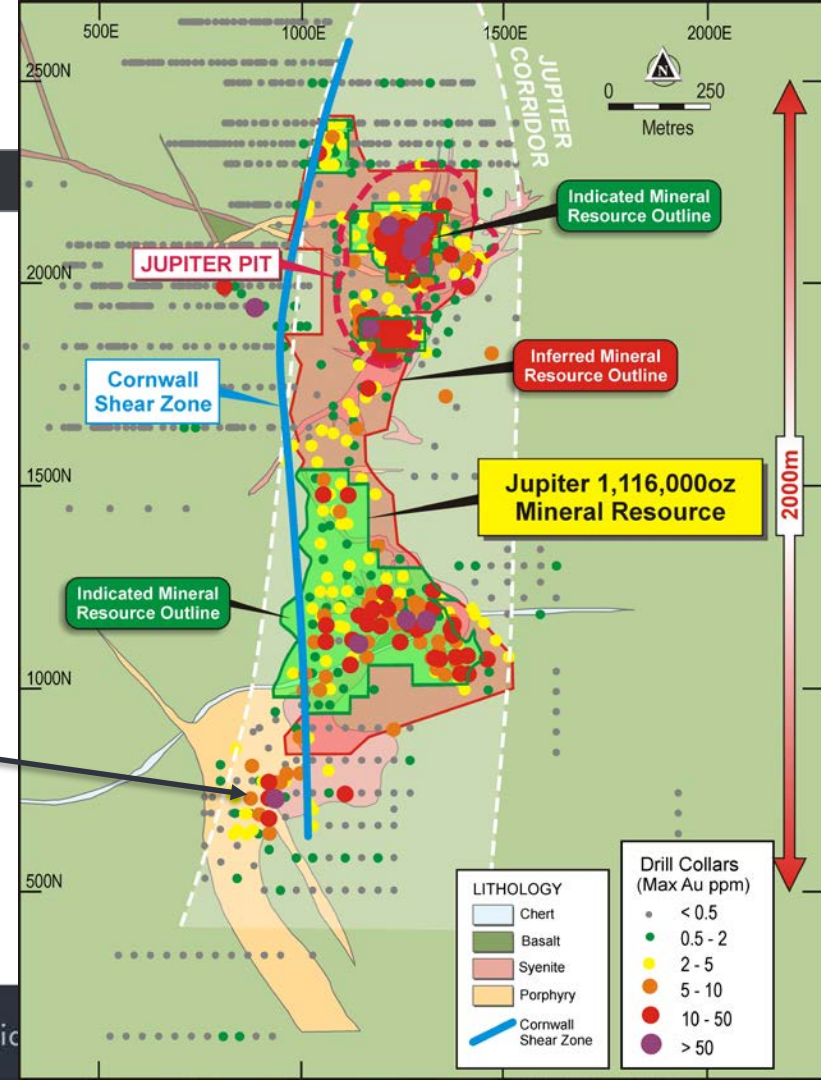 500E
1000E
1500E
2000E
2500N
JUPITER
CORRIDOR
N
0
250
Metres
Indicated Mineral
Resource Outline
2000N
JUPITER PIT
Inferred Mineral
Resource Outline
Cornwall
Shear Zone
1500N
Jupiter 1,116,000oz
Mineral Resource
2000m
Indicated Mineral
Resource Outline
1000N
500N
LITHOLOGY
Chert
Basalt
Syenite
Porphyry
Cornwall
Shear Zone
Drill Collars
(Max Au ppm)
< 0.5
0.5 - 2
2 - 5
5 - 10
10 - 50
> 50